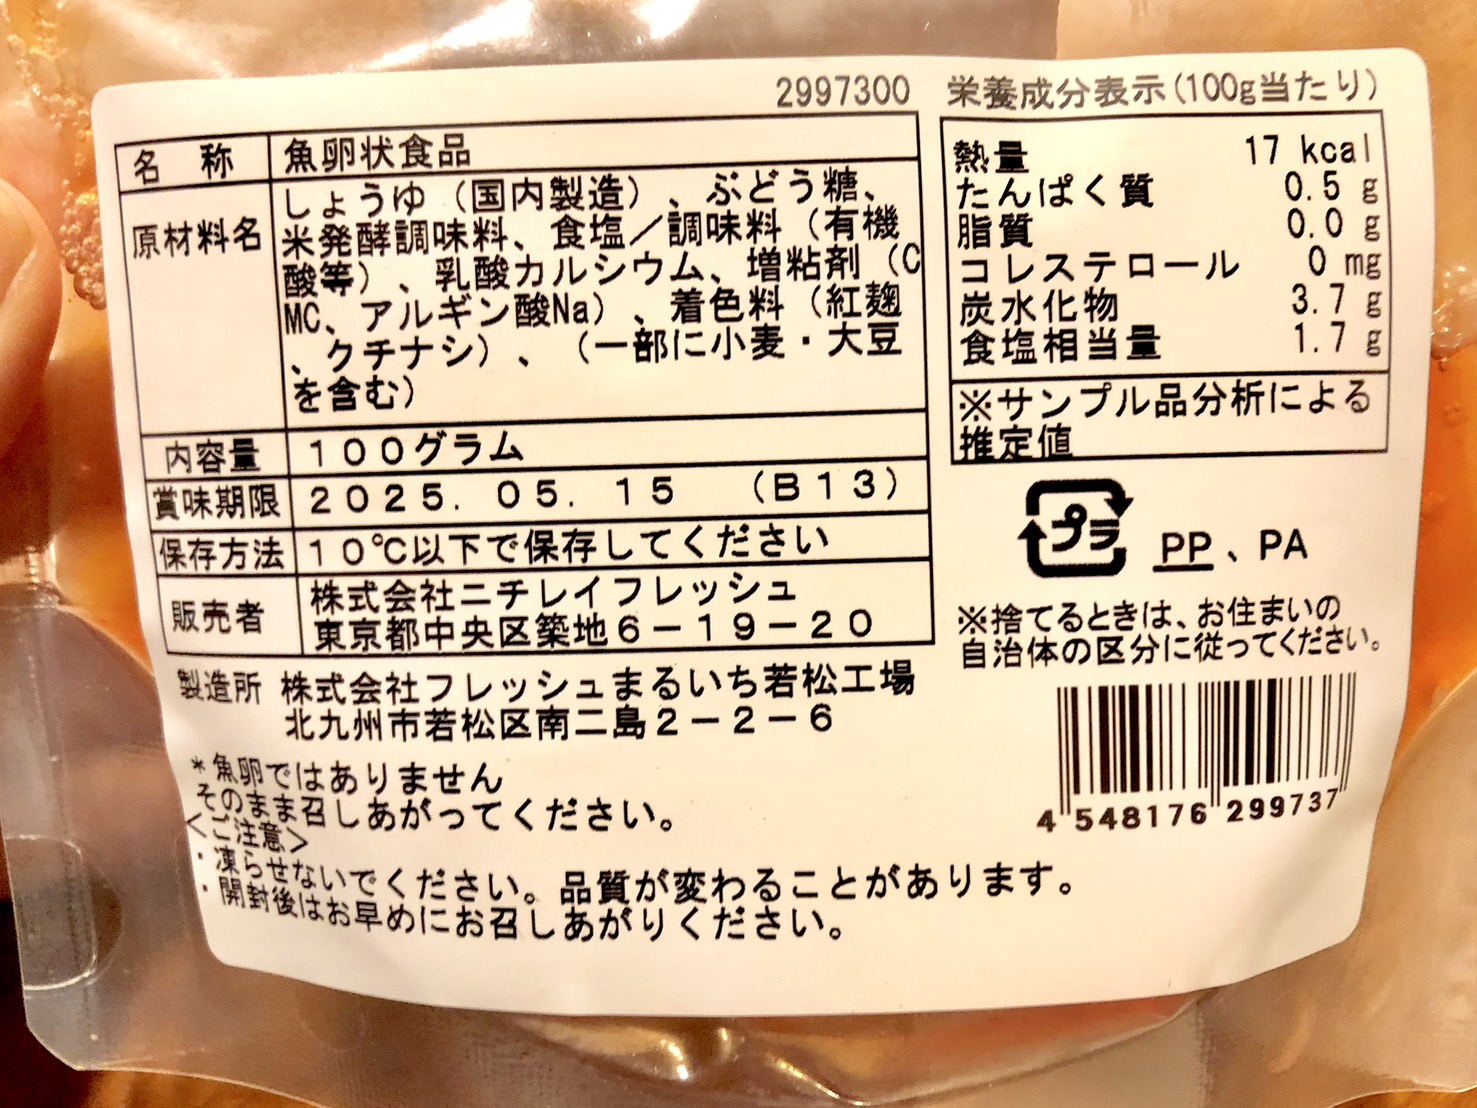 2997300
名 称 魚卵状食品
原材料名 しょうゆ（国内製造）、ぶどう糖、
米発酵調味料、食塩／調味料（有機
酸等）、乳酸カルシウム、増粘剤（C
MC、アルギン酸Na）、着色料（紅麹
、クチナシ）、（一部に小麦・大豆
を含む）
内容量 100グラム
賞味期限 2025. 05. 15 （B13）
保存方法 10℃以下で保存してください
販売者 株式会社ニチレイフレッシュ
東京都中央区築地6－19－20
製造所 株式会社フレッシュまるいち若松工場
北九州市若松区南二島2－2－6
＊魚卵ではありません
そのまま召しあがってください。
＜ご注意＞
・凍らせないでください。品質が変わることがあります。
・開封後はお早めにお召しあがりください。
栄養成分表示(100g当たり)
熱量 17 kcal
たんぱく質 0.5 g
脂質 0.0 g
コレステロール 0 mg
炭水化物 3.7 g
食塩相当量 1.7 g
※サンプル品分析による
推定値
プラ PP、PA
※捨てるときは、お住まいの
自治体の区分に従ってください。
4 548176 299737